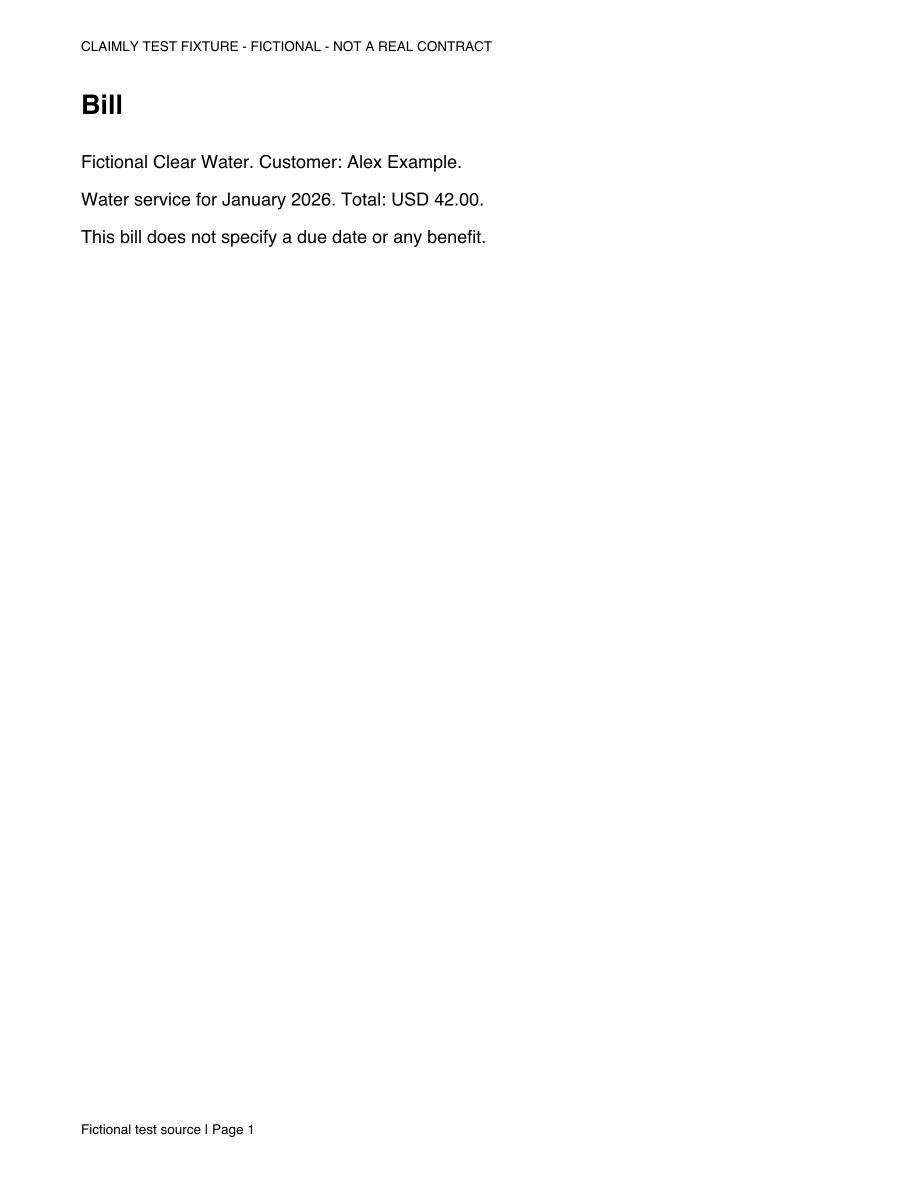 CLAIMLY TEST FIXTURE - FICTIONAL - NOT A REAL CONTRACT
Bill
Fictional Clear Water. Customer: Alex Example.
Water service for January 2026. Total: USD 42.00.
This bill does not specify a due date or any benefit.
Fictional test source | Page 1